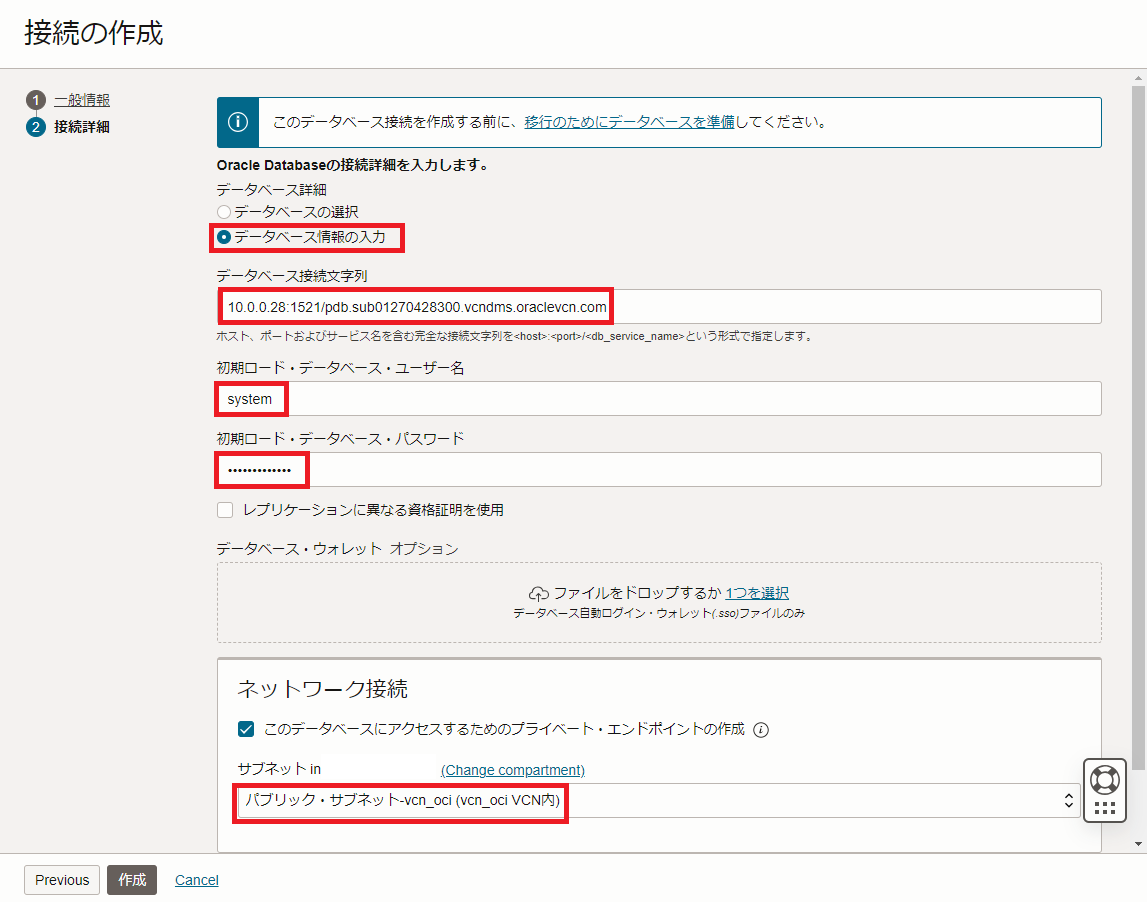 接続の作成
1 一般情報
2 接続詳細
このデータベース接続を作成する前に、移行のためにデータベースを準備してください。
Oracle Databaseの接続詳細を入力します。
データベース詳細
データベースの選択
データベース情報の入力
データベース接続文字列
10.0.0.28:1521/pdb.sub01270428300.vcndms.oraclevcn.com
ホスト、ポートおよびサービス名を含む完全な接続文字列を<host>:<port>/<db_service_name>という形式で指定します。
初期ロード・データベース・ユーザー名
system
初期ロード・データベース・パスワード
•••••••••••••
レプリケーションに異なる資格証明を使用
データベース・ウォレット オプション
ファイルをドロップするか 1つを選択
データベース自動ログイン・ウォレット(.sso)ファイルのみ
ネットワーク接続
このデータベースにアクセスするためのプライベート・エンドポイントの作成
サブネット in (Change compartment)
パブリック・サブネット-vcn_oci (vcn_oci VCN内)
Previous 作成 Cancel